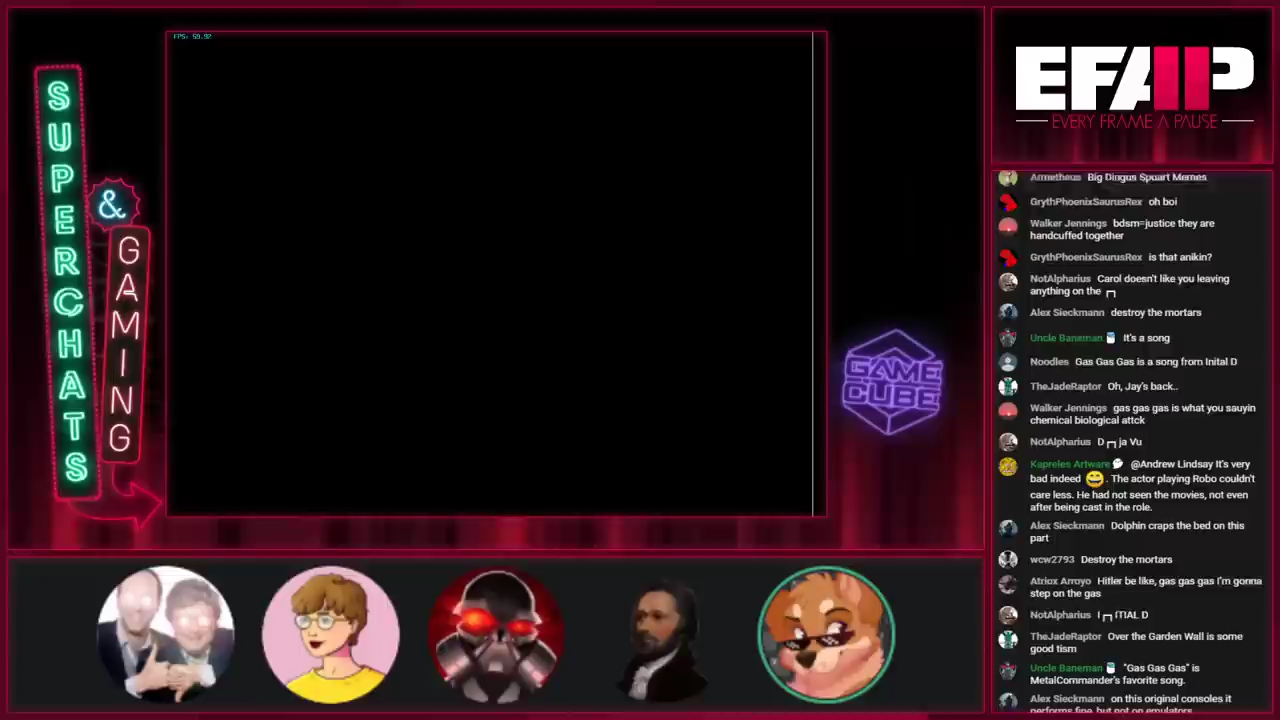 FPS: 59.92
SUPERCHATS
&
GAMING
GAME
CUBE
EFAP
EVERY FRAME A PAUSE
Big Dingus Spuart Memes
GrythPhoenixSaurusRex oh boi
Walker Jennings bdsm=justice they are
handcuffed together
GrythPhoenixSaurusRex is that anikin?
NotAlpharius Carol doesn't like you leaving
anything on the ┌┐
Alex Sieckmann destroy the mortars
Uncle Baneman It's a song
Noodles Gas Gas Gas is a song from Inital D
TheJadeRaptor Oh, Jay's back..
Walker Jennings gas gas gas is what you sauyin
chemical biological attck
NotAlpharius D┌┐ja Vu
Kapreles Artware @Andrew Lindsay It's very
bad indeed 😄. The actor playing Robo couldn't
care less. He had not seen the movies, not even
after being cast in the role.
Alex Sieckmann Dolphin craps the bed on this
part
wcw2793 Destroy the mortars
Atriox Arroyo Hitler be like, gas gas gas I'm gonna
step on the gas
NotAlpharius I┌┐ITIAL D
TheJadeRaptor Over the Garden Wall is some
good tism
Uncle Baneman "Gas Gas Gas" is
MetalCommander's favorite song.
Alex Sieckmann on this original consoles it
performs fine, but not on emulators